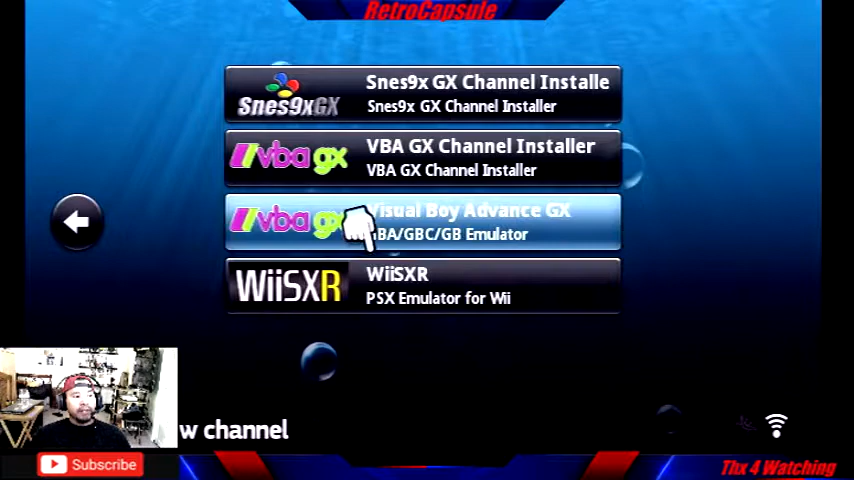 RetroCapsule
Snes9xGX
Snes9x GX Channel Installe
Snes9x GX Channel Installer
vba gx
VBA GX Channel Installer
VBA GX Channel Installer
vba gx
Visual Boy Advance GX
BA/GBC/GB Emulator
WiiSXR
WiiSXR
PSX Emulator for Wii
w channel
Subscribe
Thx 4 Watching